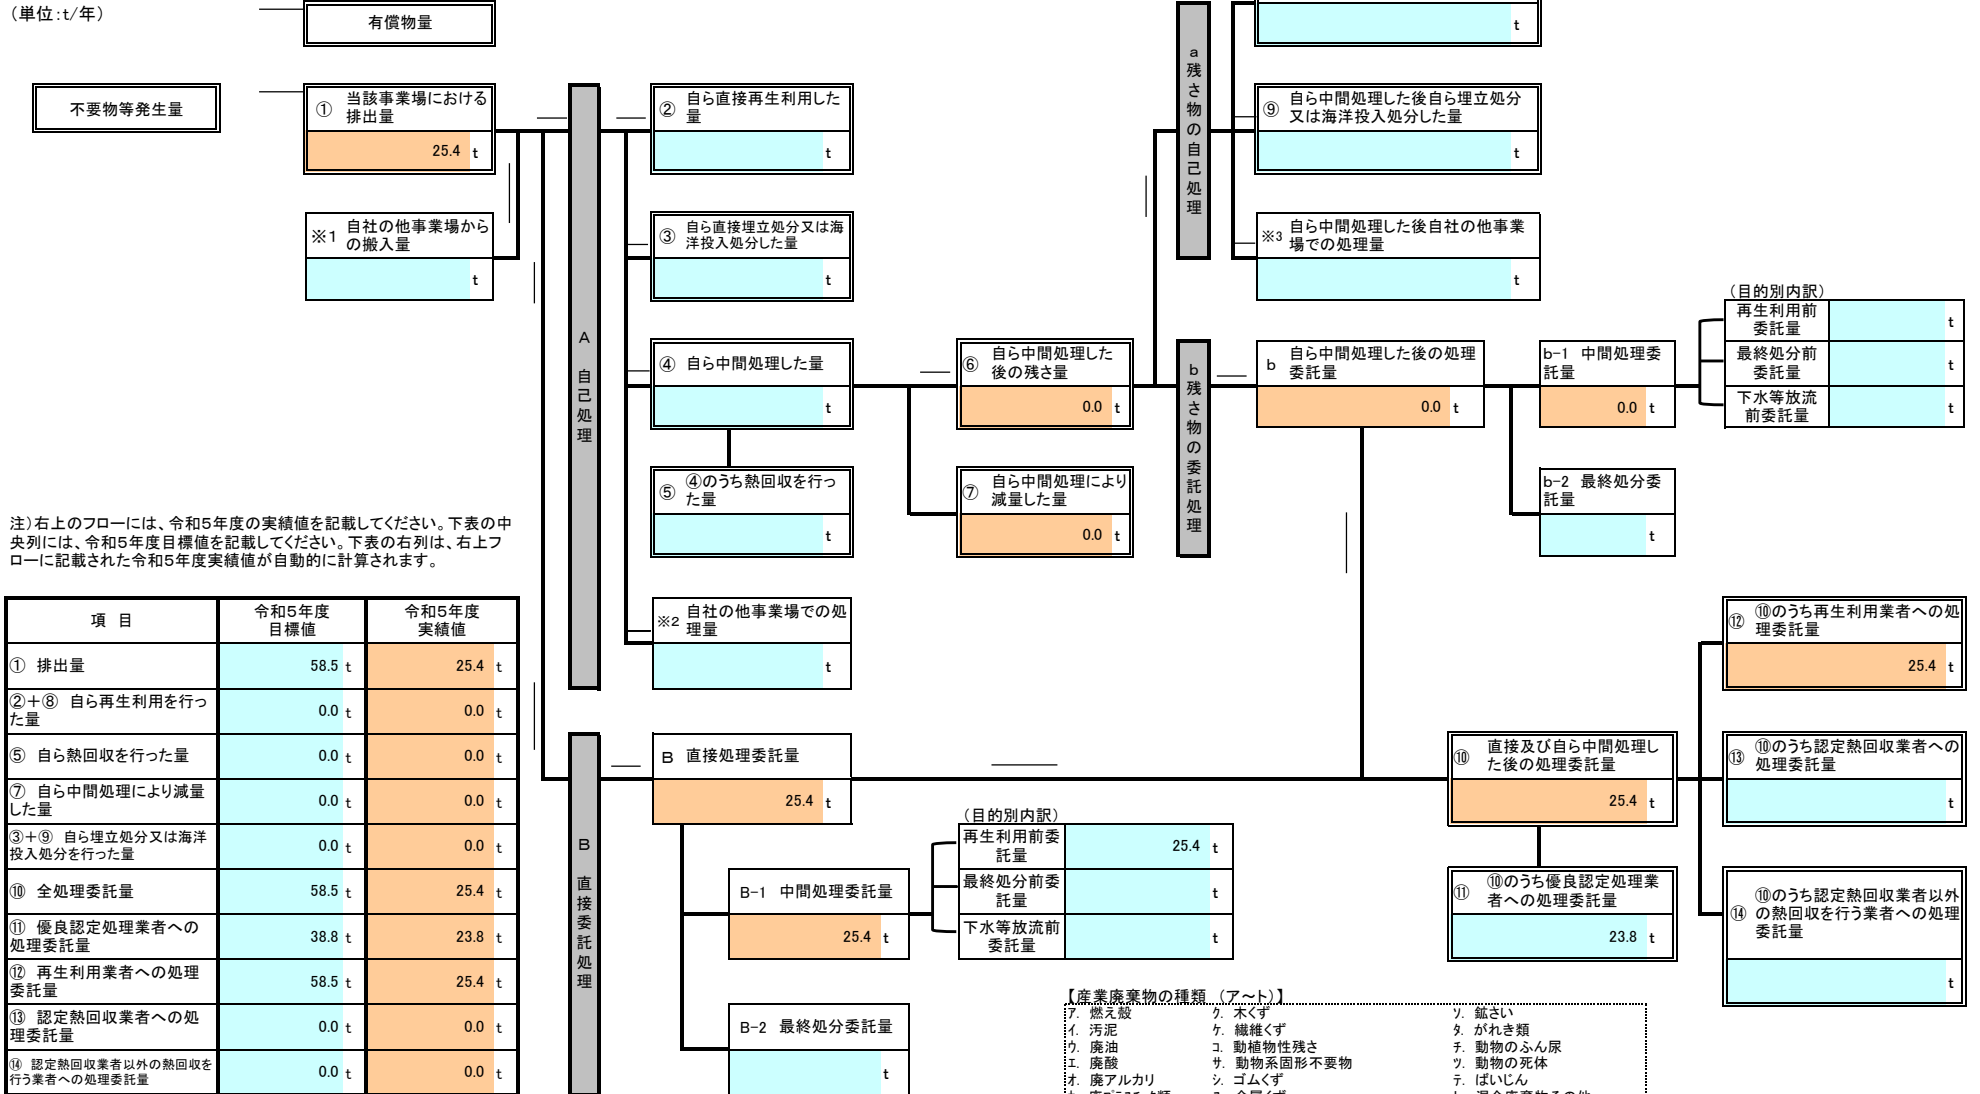 (単位:t/年)
有償物量
t
不要物等発生量
① 当該事業場における
排出量
25.4 t
※1 自社の他事業場から
の搬入量
t
A 自己処理
② 自ら直接再生利用した
量
t
③ 自ら直接埋立処分又は海
洋投入処分した量
t
④ 自ら中間処理した量
t
⑤ ④のうち熱回収を行っ
た量
t
※2 自社の他事業場での処
理量
t
⑥ 自ら中間処理した
後の残さ量
0.0 t
⑦ 自ら中間処理により
減量した量
0.0 t
a 残さ物の自己処理
⑨ 自ら中間処理した後自ら埋立処分
又は海洋投入処分した量
t
※3 自ら中間処理した後自社の他事業
場での処理量
t
b 残さ物の委託処理
b 自ら中間処理した後の処理
委託量
0.0 t
b-1 中間処理委
託量
0.0 t
(目的別内訳)
再生利用前
委託量
t
最終処分前
委託量
t
下水等放流
前委託量
t
b-2 最終処分委
託量
t
注)右上のフローには、令和5年度の実績値を記載してください。下表の中
央列には、令和5年度目標値を記載してください。下表の右列は、右上フ
ローに記載された令和5年度実績値が自動的に計算されます。
項 目 令和5年度
目標値 令和5年度
実績値
① 排出量 58.5 t 25.4 t
②+⑧ 自ら再生利用を行っ
た量 0.0 t 0.0 t
⑤ 自ら熱回収を行った量 0.0 t 0.0 t
⑦ 自ら中間処理により減量
した量 0.0 t 0.0 t
③+⑨ 自ら埋立処分又は海洋
投入処分を行った量 0.0 t 0.0 t
⑩ 全処理委託量 58.5 t 25.4 t
⑪ 優良認定処理業者への
処理委託量 38.8 t 23.8 t
⑫ 再生利用業者への処理
委託量 58.5 t 25.4 t
⑬ 認定熱回収業者への処
理委託量 0.0 t 0.0 t
⑭ 認定熱回収業者以外の熱回収を
行う業者への処理委託量 0.0 t 0.0 t
B 直接委託処理
B 直接処理委託量
25.4 t
B-1 中間処理委託量
25.4 t
(目的別内訳)
再生利用前委
託量
25.4 t
最終処分前委
託量
t
下水等放流前
委託量
t
B-2 最終処分委託量
t
⑩ 直接及び自ら中間処理し
た後の処理委託量
25.4 t
⑪ ⑩のうち優良認定処理業
者への処理委託量
23.8 t
⑫ ⑩のうち再生利用業者への処
理委託量
25.4 t
⑬ ⑩のうち認定熱回収業者への
処理委託量
t
⑭ ⑩のうち認定熱回収業者以外
の熱回収を行う業者への処理
委託量
t
【産業廃棄物の種類 (ア~ト)】
ア. 燃え殻 ク. 木くず ソ. 鉱さい
イ. 汚泥 ケ. 繊維くず タ. がれき類
ウ. 廃油 コ. 動植物性残さ チ. 動物のふん尿
エ. 廃酸 サ. 動物系固形不要物 ツ. 動物の死体
オ. 廃アルカリ シ. ゴムくず テ. ばいじん